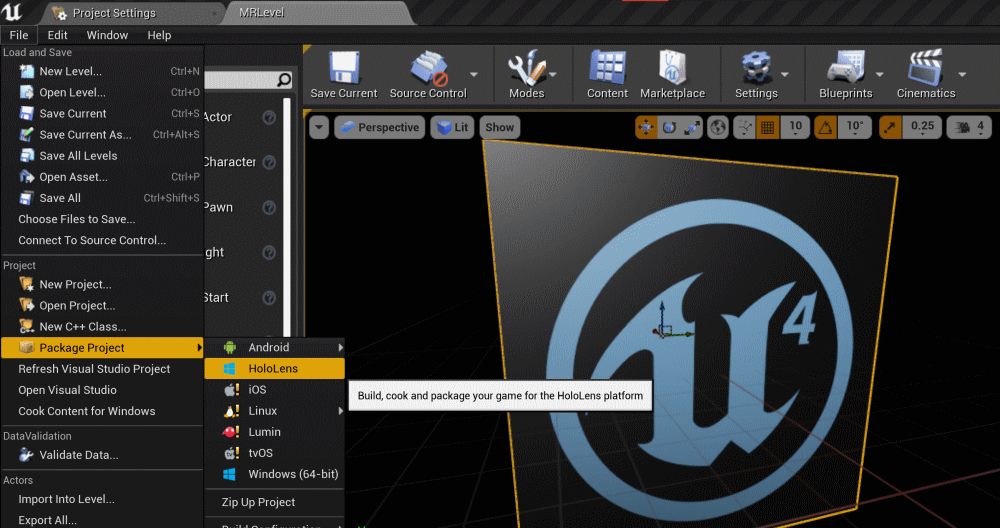 Project Settings
MRLevel
File Edit Window Help
Load and Save
New Level... Ctrl+N
Open Level... Ctrl+O
Save Current Ctrl+S
Save Current As... Ctrl+Alt+S
Save All Levels
Open Asset... Ctrl+P
Save All Ctrl+Shift+S
Choose Files to Save...
Connect To Source Control...
Project
New Project...
Open Project...
New C++ Class...
Package Project
Refresh Visual Studio Project
Open Visual Studio
Cook Content for Windows
DataValidation
Validate Data...
Actors
Import Into Level...
Export All...
Actor
Character
Pawn
ght
Start
Android
HoloLens
iOS
Linux
Lumin
tvOS
Windows (64-bit)
Zip Up Project
Build Configuration
Build, cook and package your game for the HoloLens platform
Save Current Source Control Modes Content Marketplace Settings Blueprints Cinematics
Perspective Lit Show 10 10° 0.25 4
4